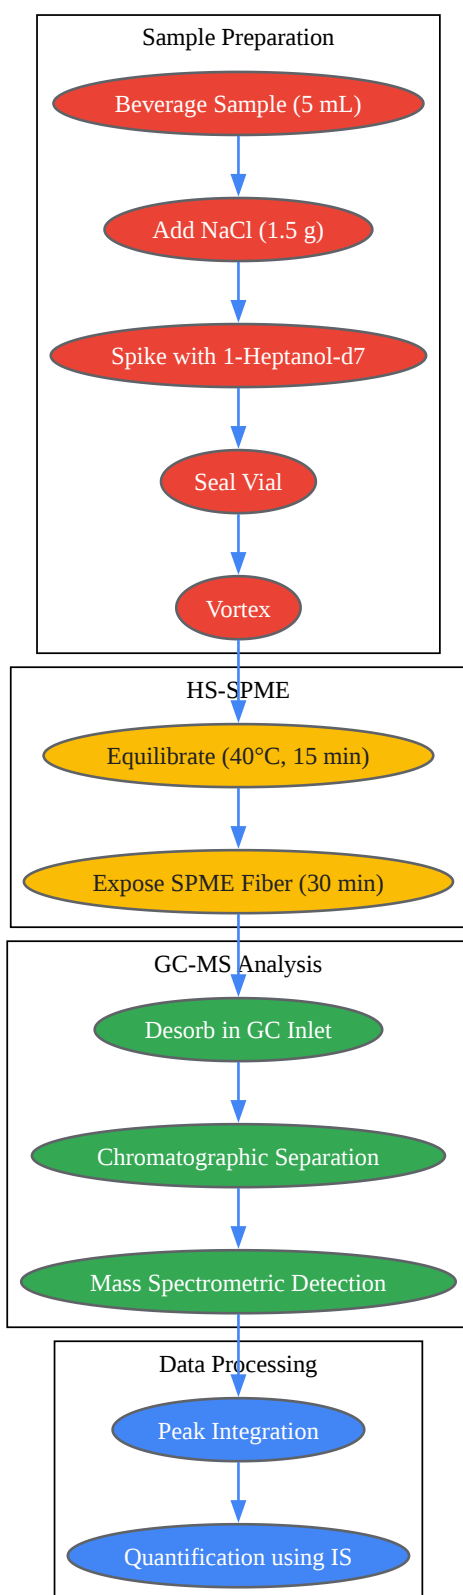 Sample Preparation
Beverage Sample (5 mL)
Add NaCl (1.5 g)
Spike with 1-Heptanol-d7
Seal Vial
Vortex
HS-SPME
Equilibrate (40°C, 15 min)
Expose SPME Fiber (30 min)
GC-MS Analysis
Desorb in GC Inlet
Chromatographic Separation
Mass Spectrometric Detection
Data Processing
Peak Integration
Quantification using IS